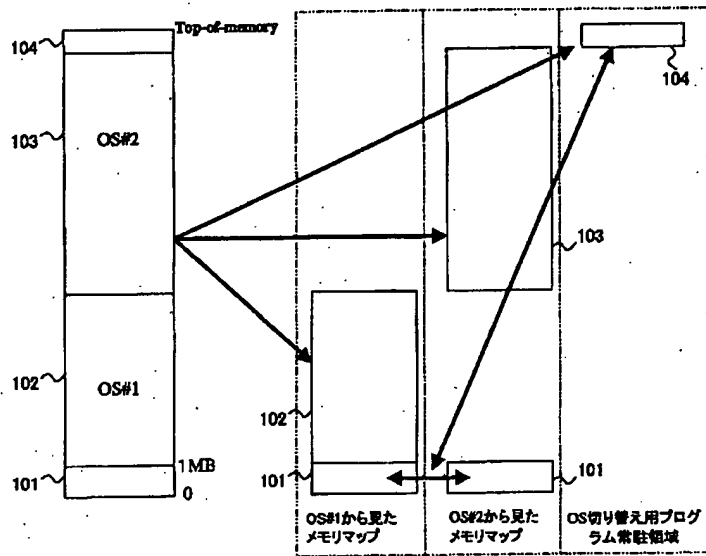 Top-of-memory
104
103
OS#2
102
OS#1
1 MB
101
0
104
103
102
101
101
OS#1から見た
メモリマップ
OS#2から見た
メモリマップ
OS切り替え用プログ
ラム常駐領域